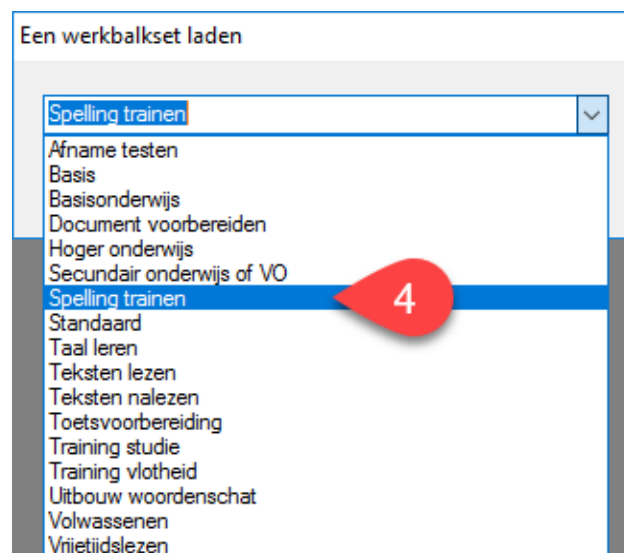 Een werkbalkset laden
Spelling trainen
Afname testen
Basis
Basisonderwijs
Document voorbereiden
Hoger onderwijs
Secundair onderwijs of VO
Spelling trainen 4
Standaard
Taal leren
Teksten lezen
Teksten nalezen
Toetsvoorbereiding
Training studie
Training vlotheid
Uitbouw woordenschat
Volwassenen
Vrijetijdslezen